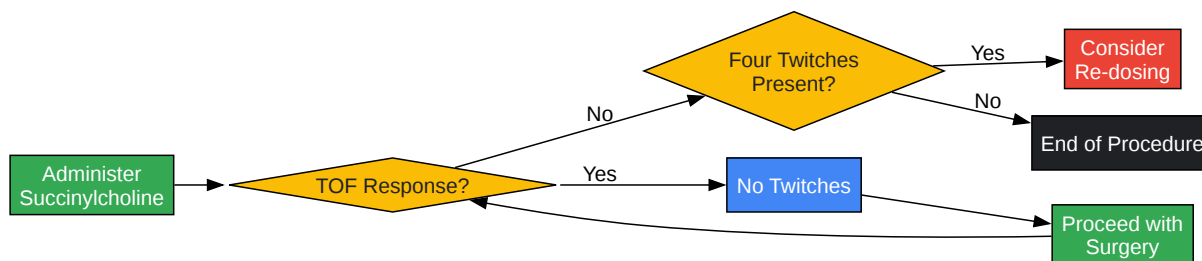 Administer
Succinylcholine
TOF Response?
No
Yes
Four Twitches
Present?
Yes
No
Consider
Re-dosing
End of Procedure
No Twitches
Proceed with
Surgery